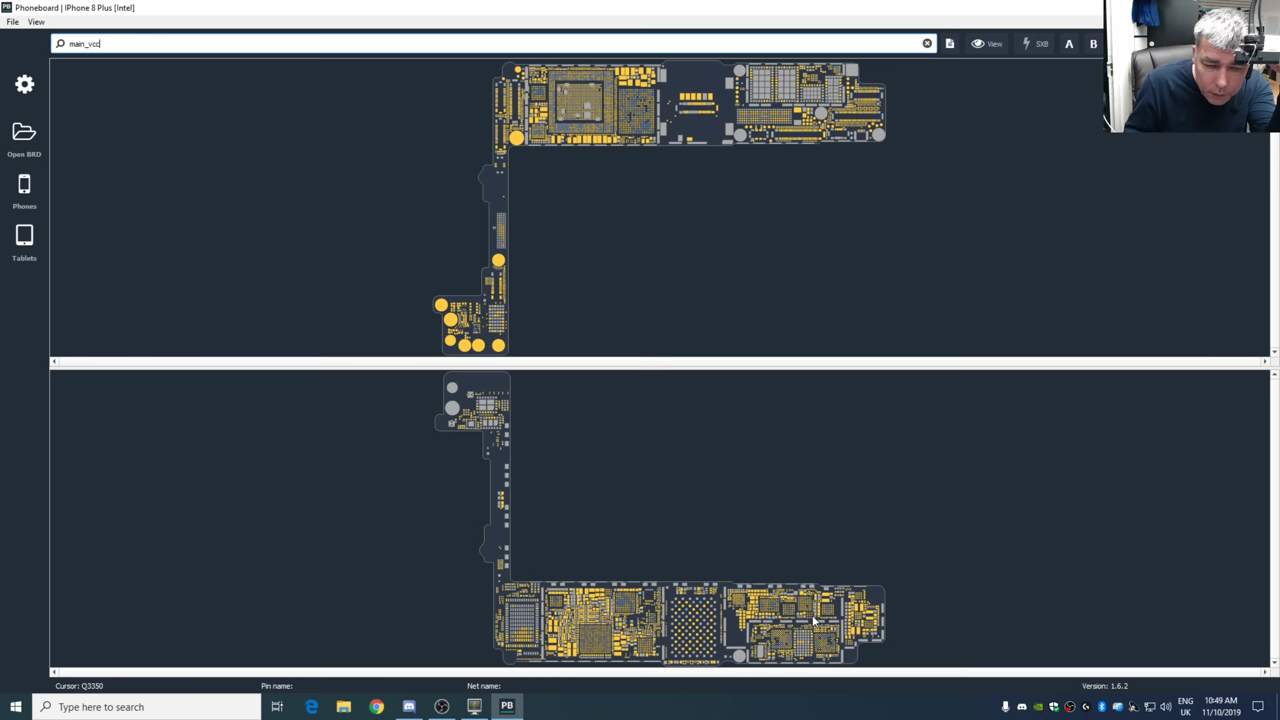 Phoneboard | IPhone 8 Plus [Intel]
File View
main_vcc
View
SXB
A
B
Open BRD
Phones
Tablets
Cursor: Q3350
Pin name:
Net name:
Version: 1.6.2
Type here to search
PB
ENG
UK
10:49 AM
11/10/2019